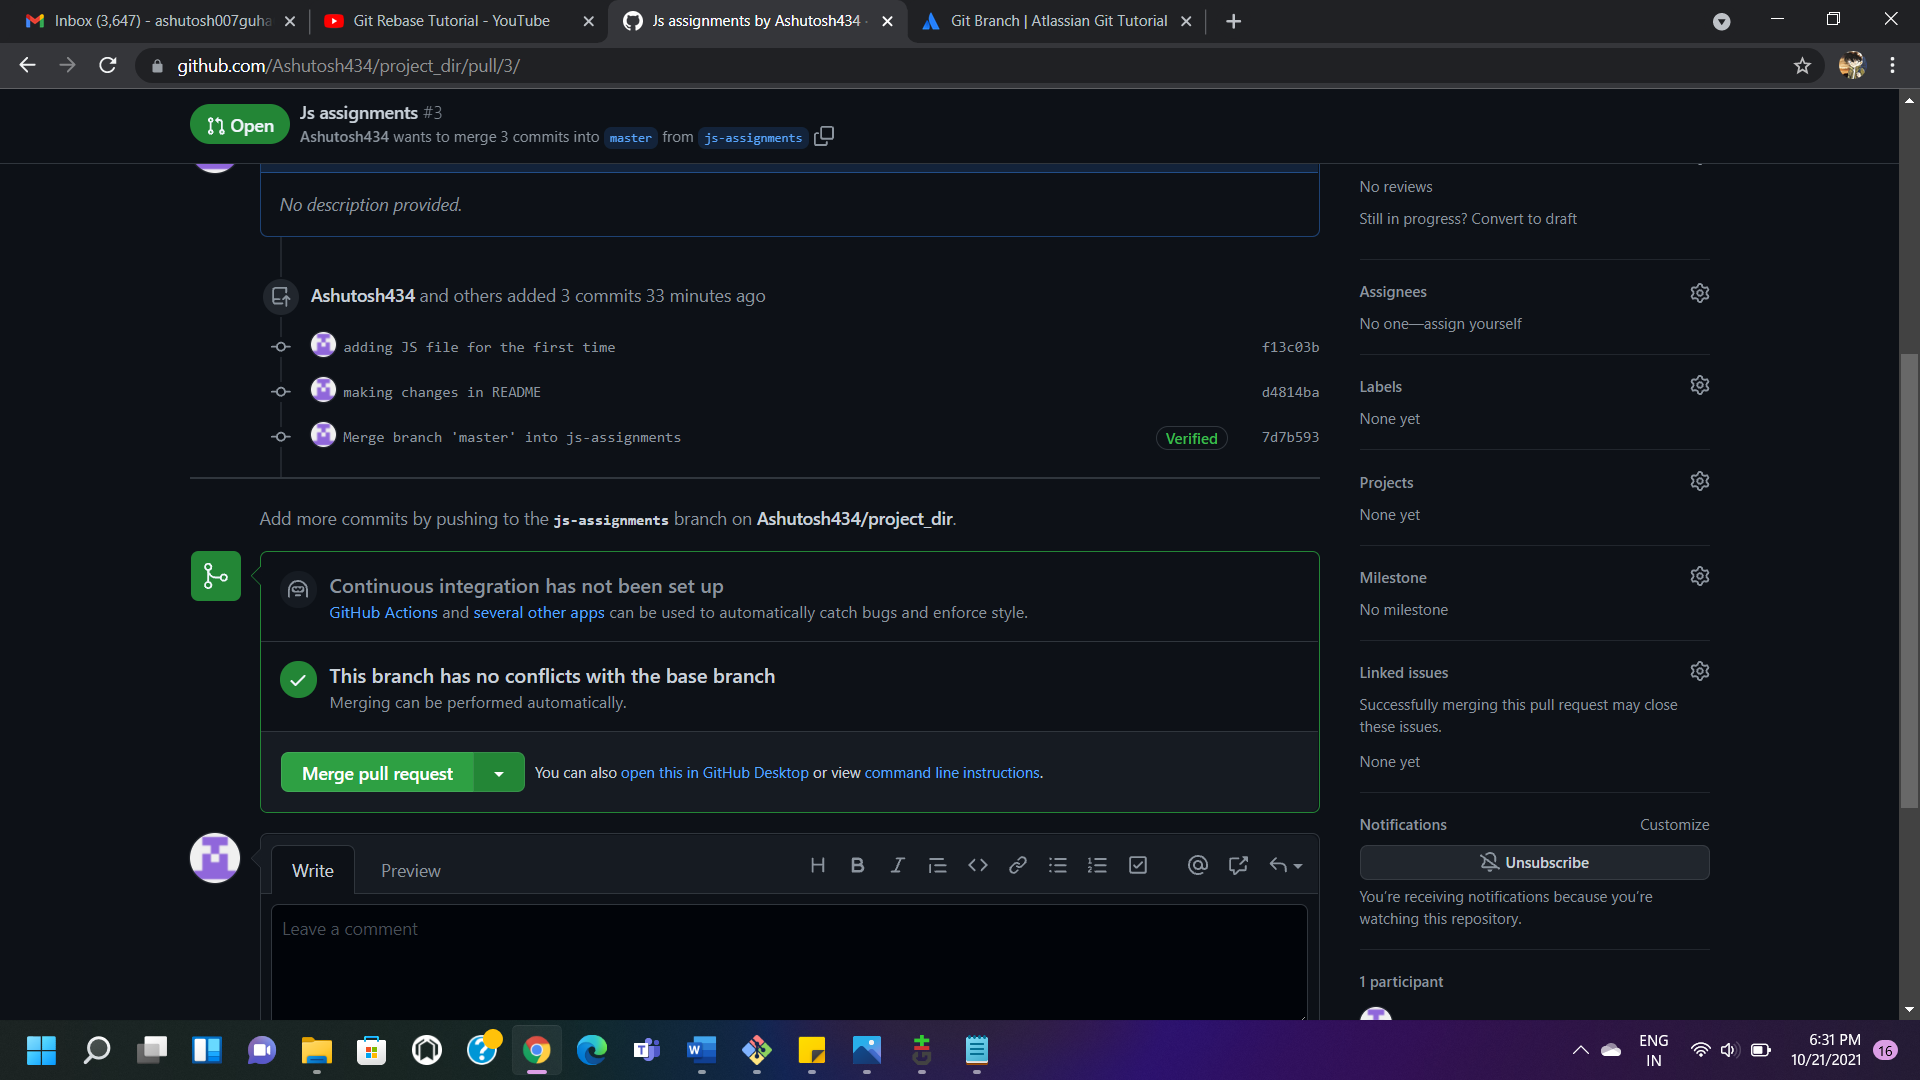 Inbox (3,647) - ashutosh007guha
Git Rebase Tutorial - YouTube
Js assignments by Ashutosh434
Git Branch | Atlassian Git Tutorial
github.com/Ashutosh434/project_dir/pull/3/
Open
Js assignments #3
Ashutosh434 wants to merge 3 commits into master from js-assignments
No description provided.
Ashutosh434 and others added 3 commits 33 minutes ago
adding JS file for the first time f13c03b
making changes in README d4814ba
Merge branch 'master' into js-assignments Verified 7d7b593
Add more commits by pushing to the js-assignments branch on Ashutosh434/project_dir.
Continuous integration has not been set up
GitHub Actions and several other apps can be used to automatically catch bugs and enforce style.
This branch has no conflicts with the base branch
Merging can be performed automatically.
Merge pull request
You can also open this in GitHub Desktop or view command line instructions.
Write
Preview
Leave a comment
No reviews
Still in progress? Convert to draft
Assignees
No one—assign yourself
Labels
None yet
Projects
None yet
Milestone
No milestone
Linked issues
Successfully merging this pull request may close
these issues.
None yet
Notifications
Customize
Unsubscribe
You're receiving notifications because you're
watching this repository.
1 participant
ENG
IN
6:31 PM
10/21/2021
16